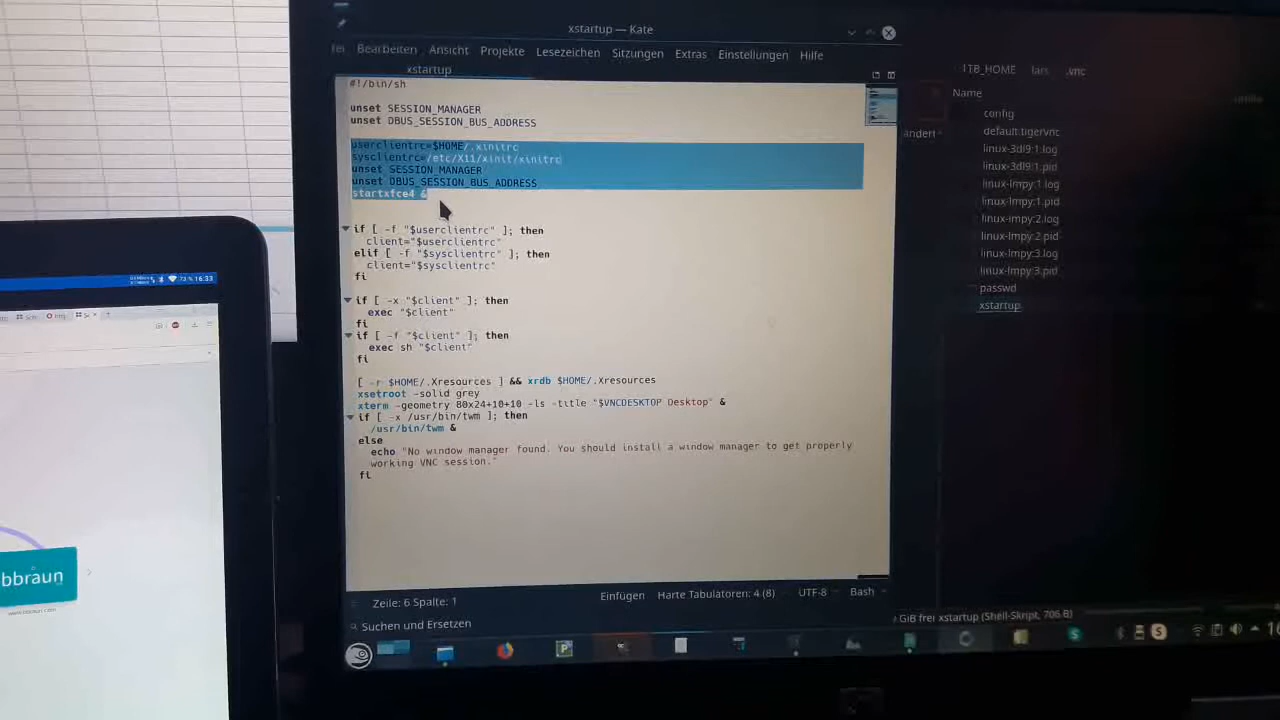 xstartup — Kate
Bearbeiten Ansicht Projekte Lesezeichen Sitzungen Extras Einstellungen Hilfe
xstartup
#!/bin/sh
unset SESSION_MANAGER
unset DBUS_SESSION_BUS_ADDRESS
userclientrc=$HOME/.xinitrc
sysclientrc=/etc/X11/xinit/xinitrc
unset SESSION_MANAGER
unset DBUS_SESSION_BUS_ADDRESS
startxfce4 &
if [ -f "$userclientrc" ]; then
client="$userclientrc"
elif [ -f "$sysclientrc" ]; then
client="$sysclientrc"
fi
if [ -x "$client" ]; then
exec "$client"
fi
if [ -f "$client" ]; then
exec sh "$client"
fi
[ -r $HOME/.Xresources ] && xrdb $HOME/.Xresources
xsetroot -solid grey
xterm -geometry 80x24+10+10 -ls -title "$VNCDESKTOP Desktop" &
if [ -x /usr/bin/twm ]; then
/usr/bin/twm &
else
echo "No window manager found. You should install a window manager to get properly
working VNC session."
fi
Zeile: 6 Spalte: 1 Einfügen Harte Tabulatoren: 4 (8) UTF-8 Bash
Suchen und Ersetzen
1TB_HOME lars .vnc
Name
config
default.tigervnc
linux-3dl9:1.log
linux-3dl9:1.pid
linux-lmpy:1.log
linux-lmpy:1.pid
linux-lmpy:2.log
linux-lmpy:2.pid
linux-lmpy:3.log
linux-lmpy:3.pid
passwd
xstartup
GiB frei xstartup (Shell-Skript, 706 B)
73 % 16:33
bbraun